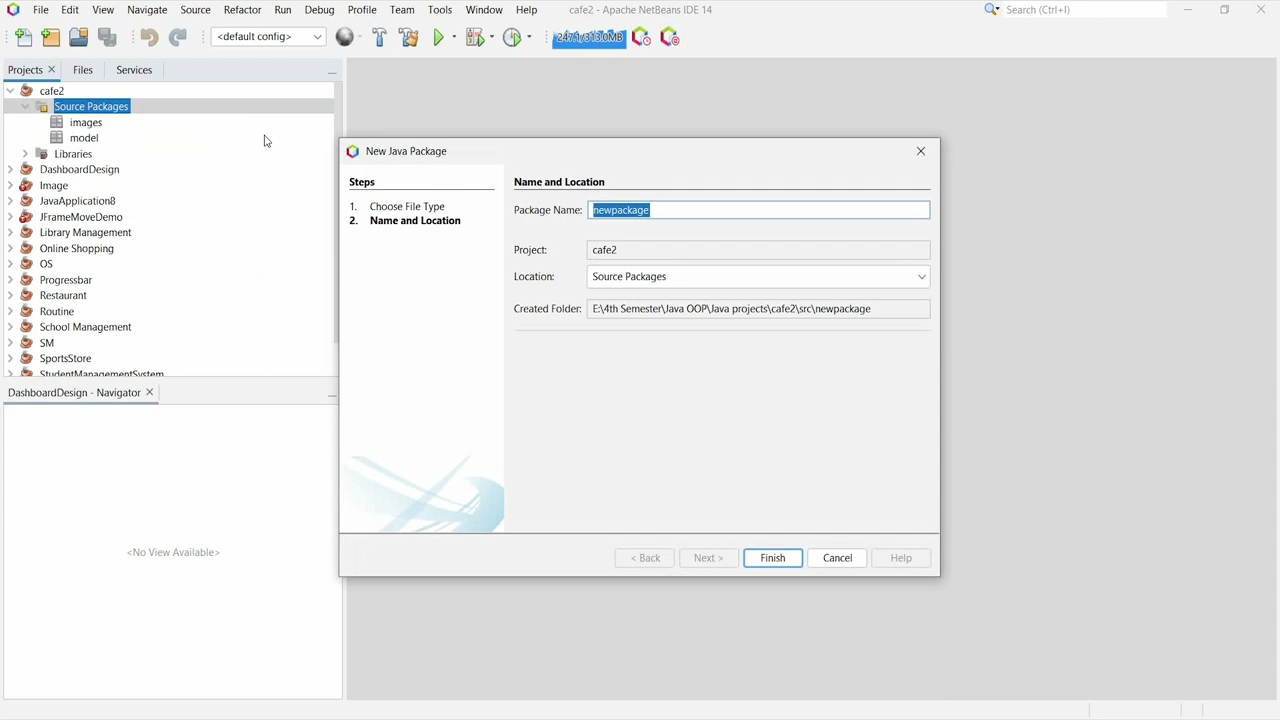 File Edit View Navigate Source Refactor Run Debug Profile Team Tools Window Help
cafe2 - Apache NetBeans IDE 14
Search (Ctrl+I)
<default config>
Projects
Files
Services
cafe2
Source Packages
images
model
Libraries
DashboardDesign
Image
JavaApplication8
JFrameMoveDemo
Library Management
Online Shopping
OS
Progressbar
Restaurant
Routine
School Management
SM
SportsStore
StudentManagementSystem
DashboardDesign - Navigator
<No View Available>
New Java Package
Steps
1. Choose File Type
2. Name and Location
Name and Location
Package Name: newpackage
Project: cafe2
Location: Source Packages
Created Folder: E:\4th Semester\Java OOP\Java projects\cafe2\src\newpackage
< Back
Next >
Finish
Cancel
Help